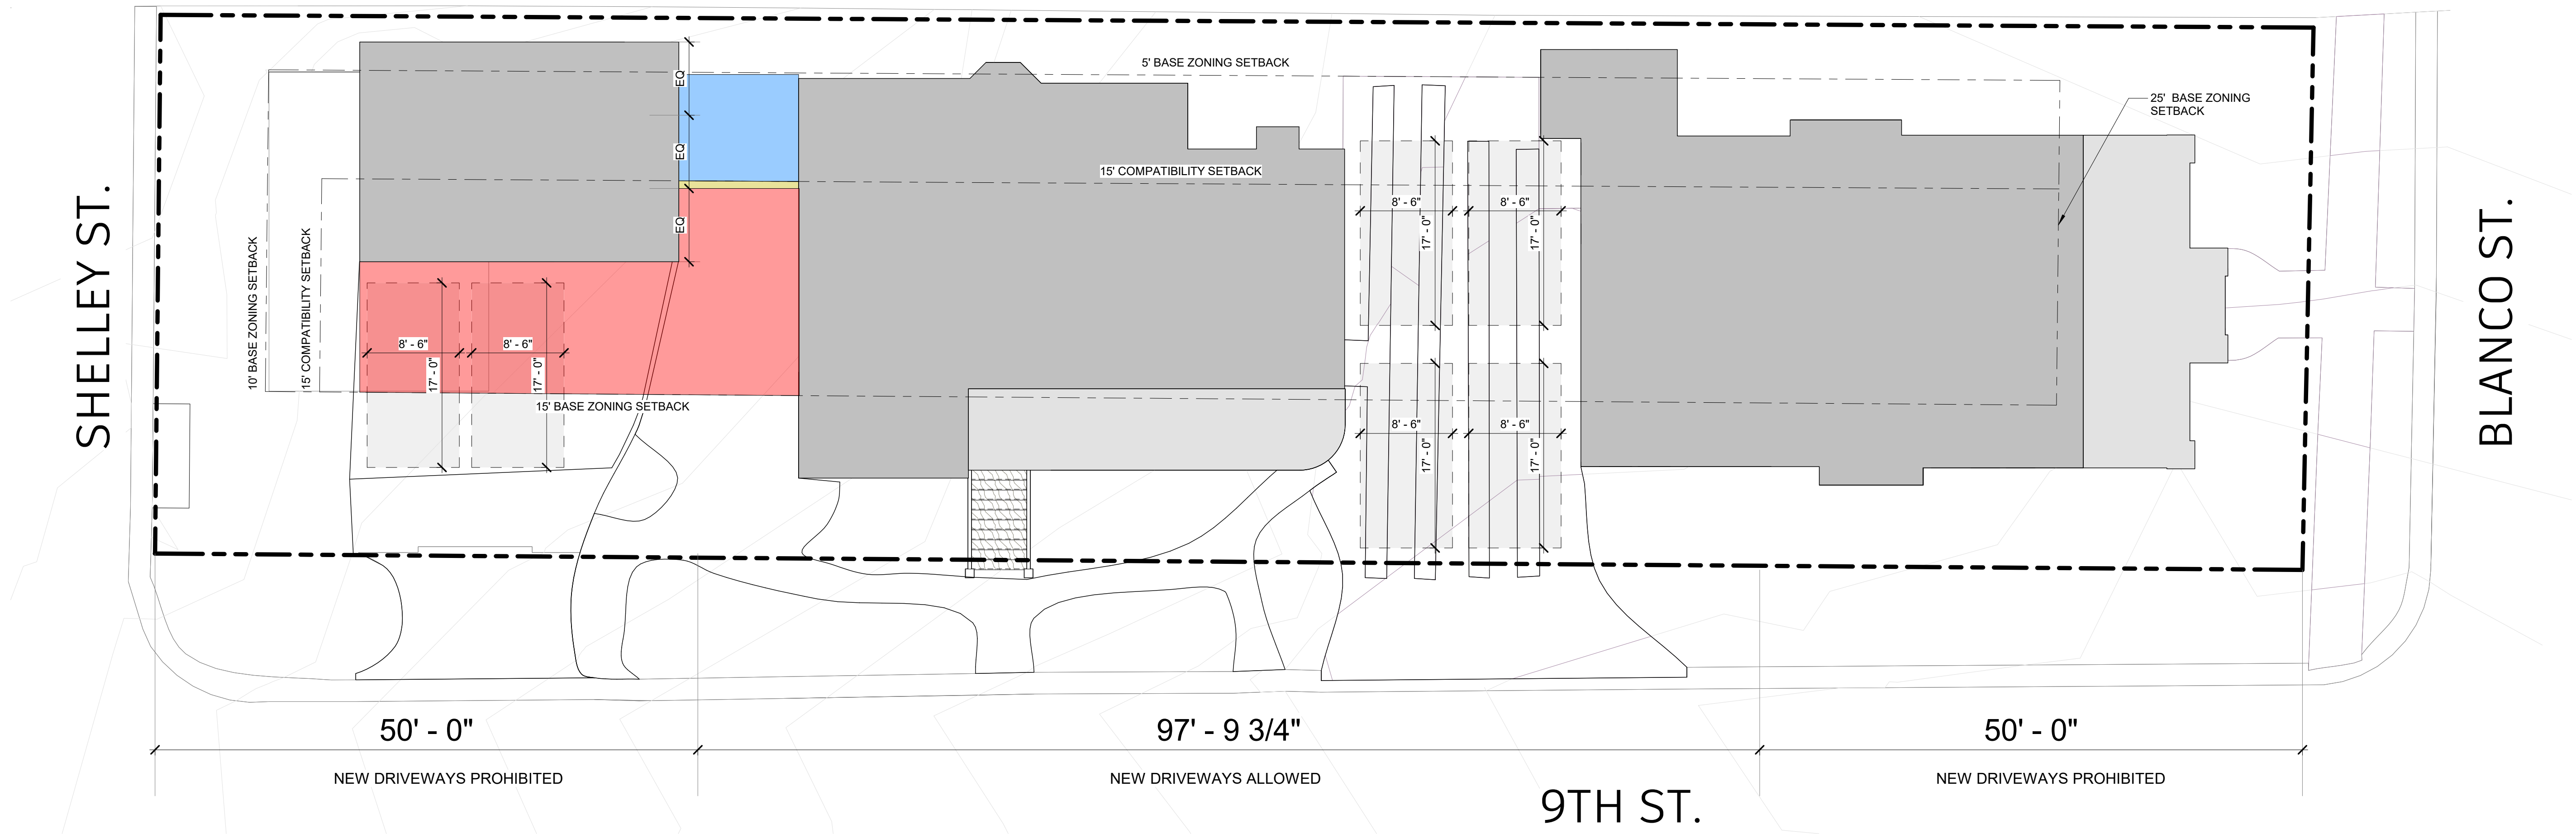 5' BASE ZONING SETBACK
25' BASE ZONING
SETBACK
EQ
EQ
EQ
15' COMPATIBILITY SETBACK
SHELLEY ST.
10' BASE ZONING SETBACK
15' COMPATIBILITY SETBACK
8' - 6"
17' - 0"
8' - 6"
17' - 0"
BLANCO ST.
8' - 6"
17' - 0"
8' - 6"
17' - 0"
15' BASE ZONING SETBACK
8' - 6"
17' - 0"
8' - 6"
17' - 0"
50' - 0"
97' - 9 3/4"
50' - 0"
NEW DRIVEWAYS PROHIBITED
NEW DRIVEWAYS ALLOWED
NEW DRIVEWAYS PROHIBITED
9TH ST.